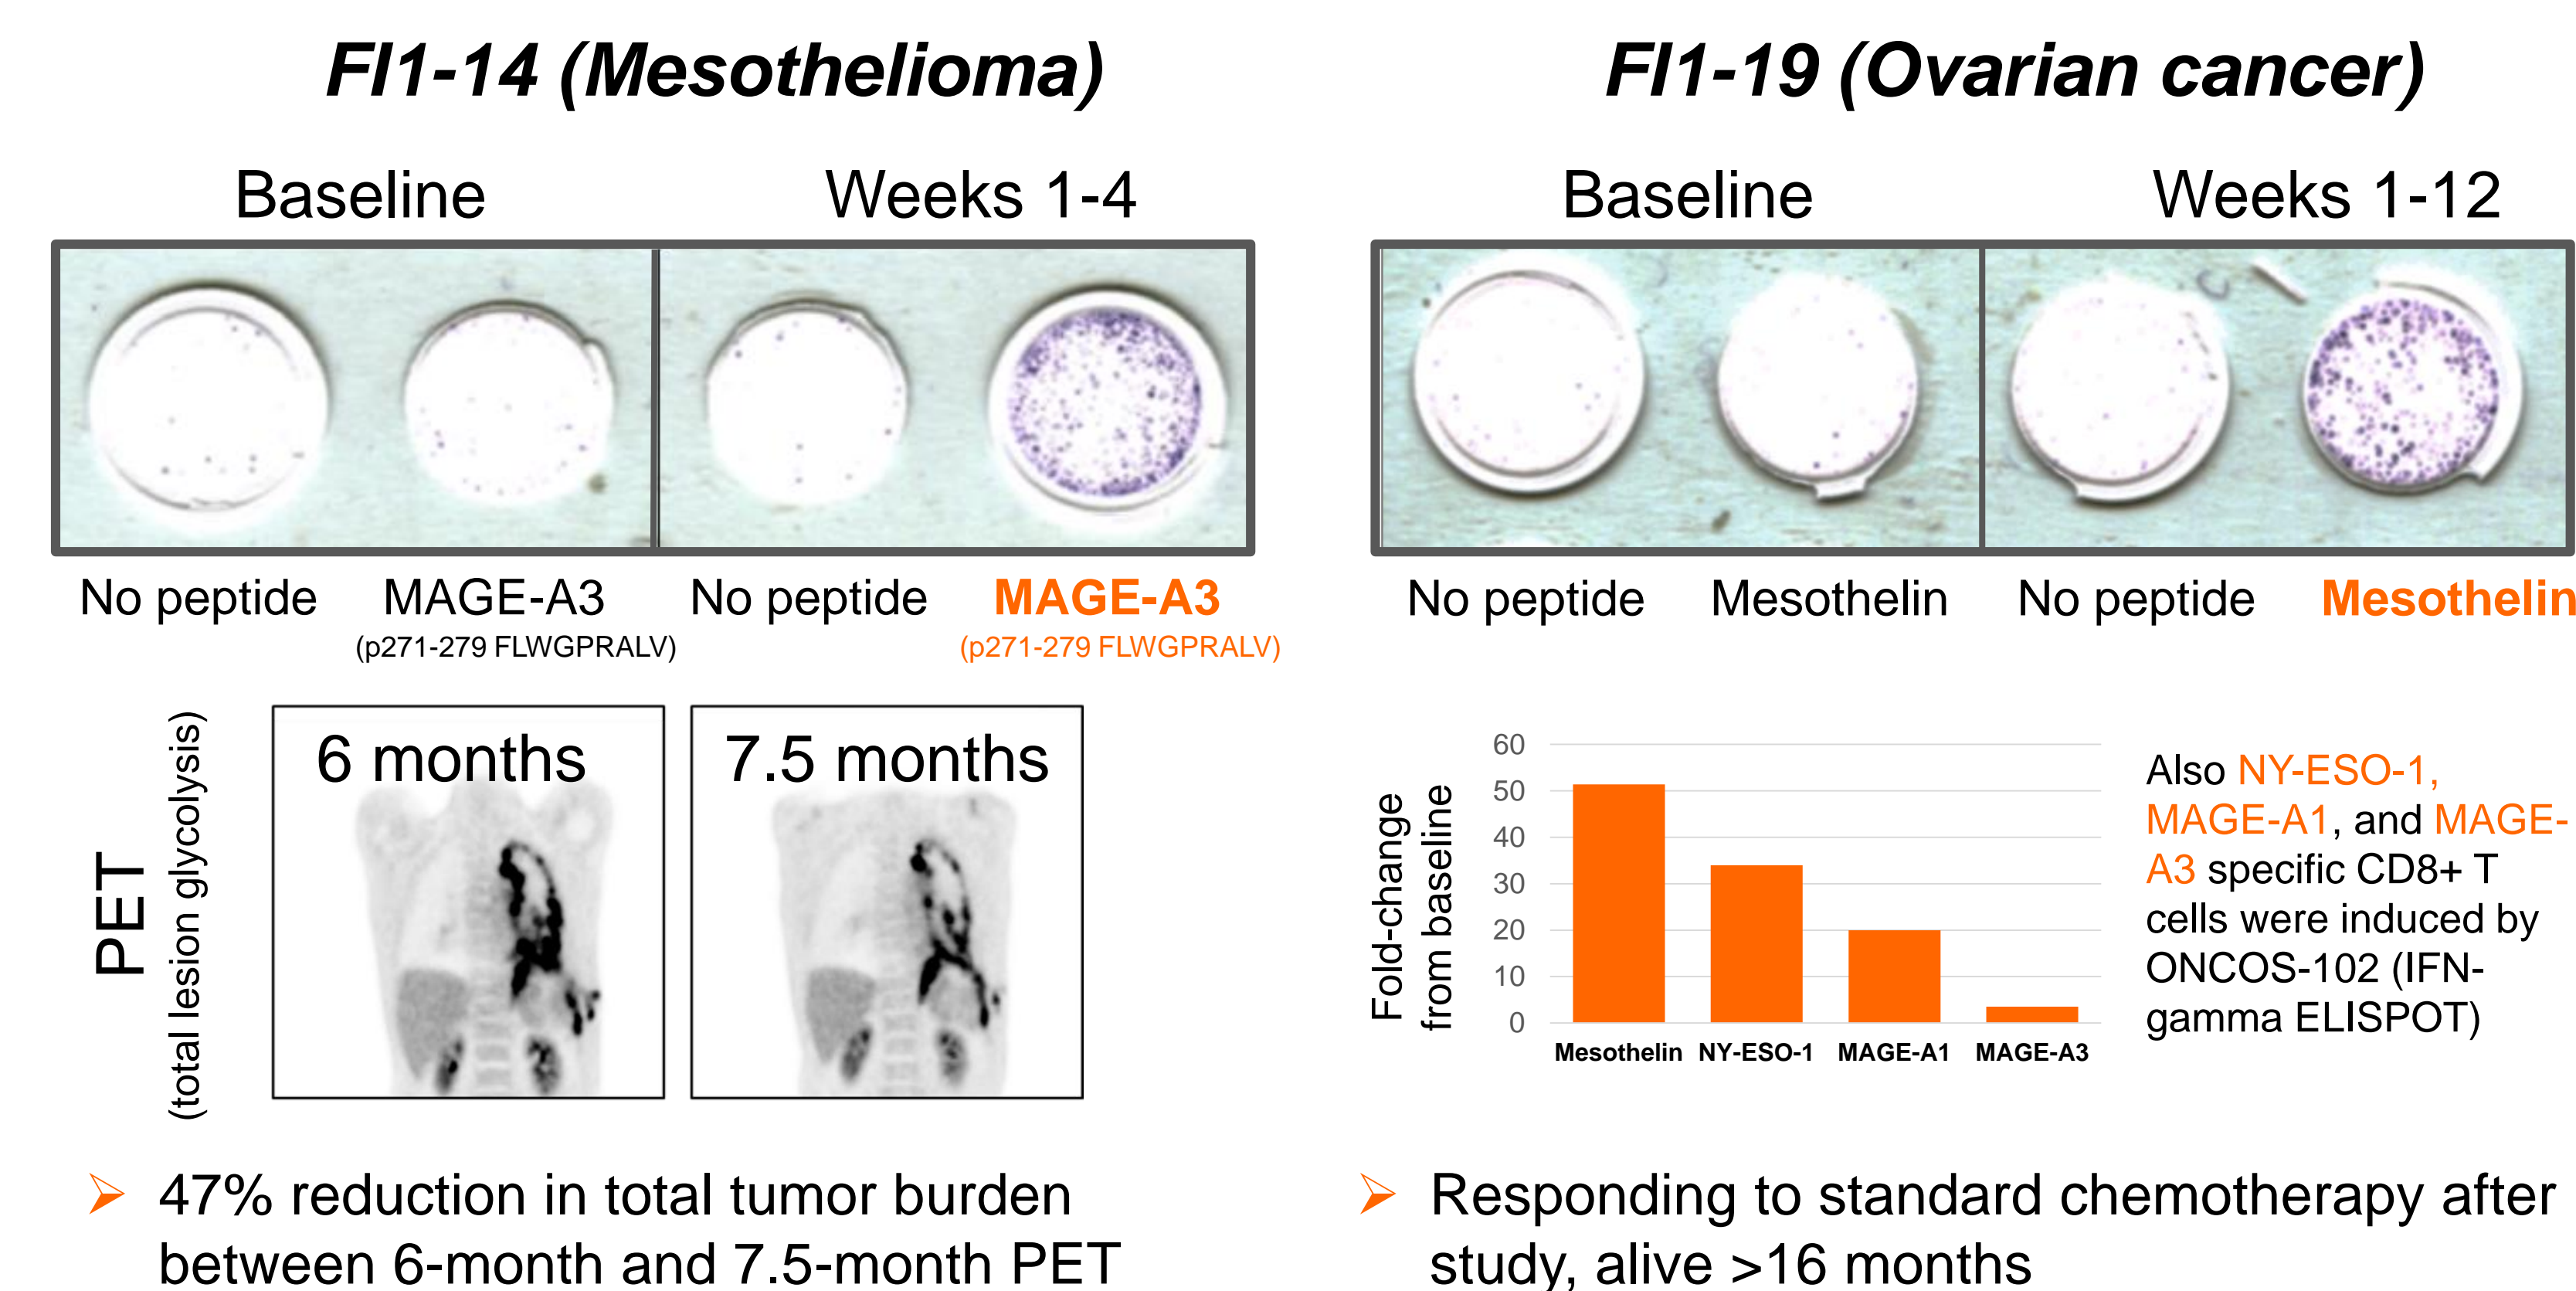 FI1-14 (Mesothelioma)
Baseline
Weeks 1-4
No peptide
MAGE-A3
(p271-279 FLWGPRALV)
No peptide
MAGE-A3
(p271-279 FLWGPRALV)
PET
(total lesion glycolysis)
6 months
7.5 months
➢ 47% reduction in total tumor burden
between 6-month and 7.5-month PET
FI1-19 (Ovarian cancer)
Baseline
Weeks 1-12
No peptide
Mesothelin
No peptide
Mesothelin
Fold-change
from baseline
60
50
40
30
20
10
0
Mesothelin
NY-ESO-1
MAGE-A1
MAGE-A3
Also NY-ESO-1,
MAGE-A1, and MAGE-
A3 specific CD8+ T
cells were induced by
ONCOS-102 (IFN-
gamma ELISPOT)
➢ Responding to standard chemotherapy after
study, alive >16 months